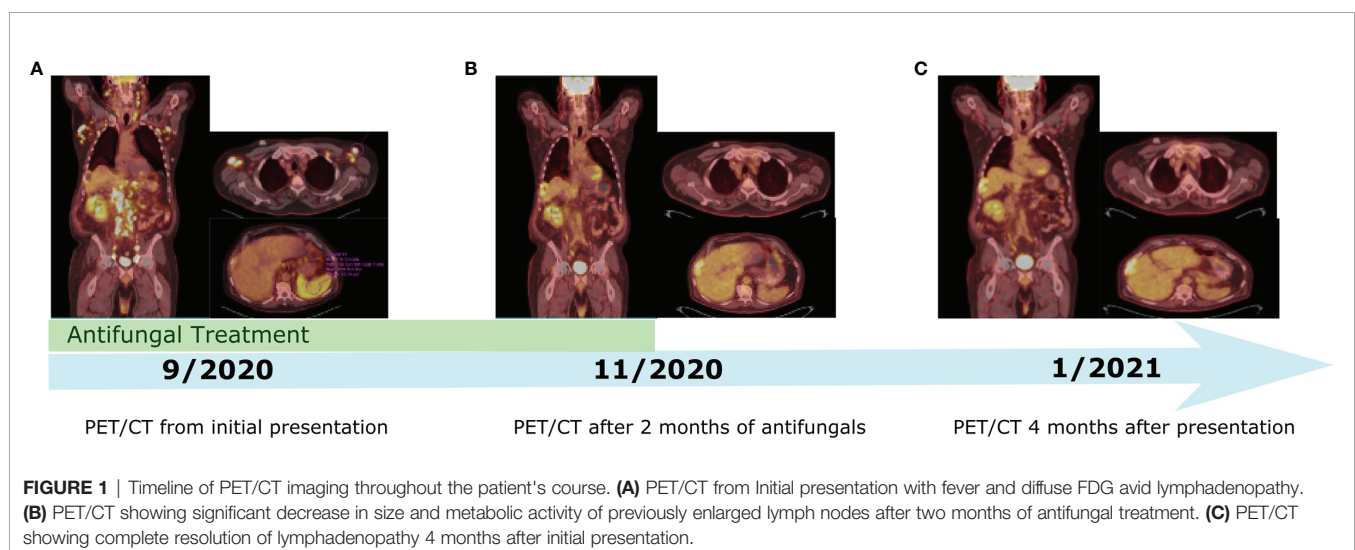 A
B
C
Antifungal Treatment
9/2020
11/2020
1/2021
PET/CT from initial presentation
PET/CT after 2 months of antifungals
PET/CT 4 months after presentation
FIGURE 1 | Timeline of PET/CT imaging throughout the patient's course. (A) PET/CT from Initial presentation with fever and diffuse FDG avid lymphadenopathy.
(B) PET/CT showing significant decrease in size and metabolic activity of previously enlarged lymph nodes after two months of antifungal treatment. (C) PET/CT
showing complete resolution of lymphadenopathy 4 months after initial presentation.